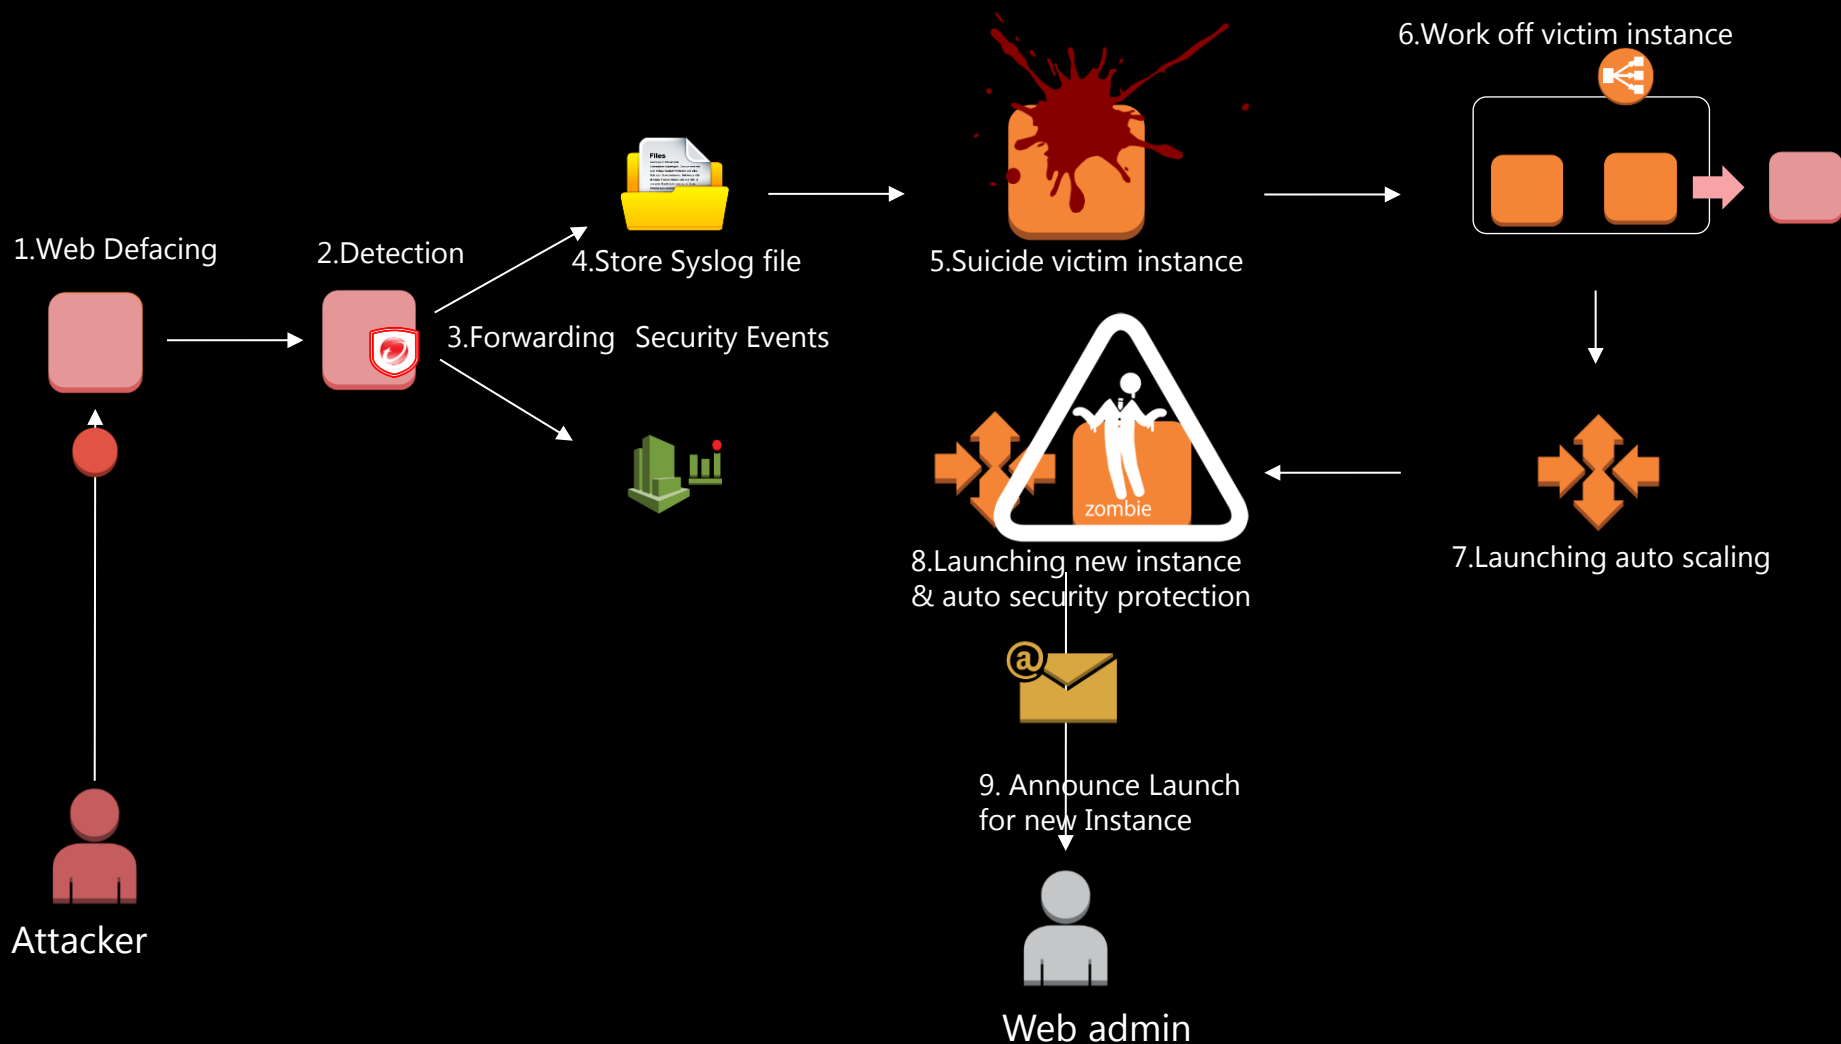 1.Web Defacing
2.Detection
3.Forwarding Security Events
Files
4.Store Syslog file
5.Suicide victim instance
6.Work off victim instance
7.Launching auto scaling
zombie
8.Launching new instance
& auto security protection
@
9. Announce Launch
for new Instance
Attacker
Web admin